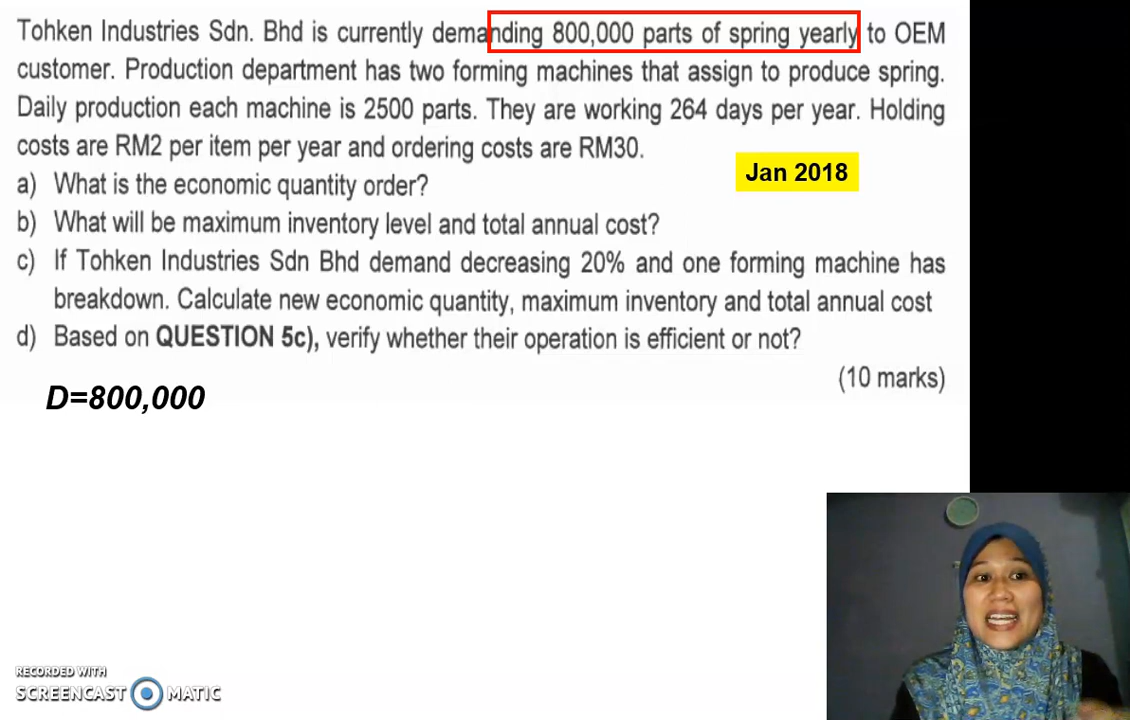 Tohken Industries Sdn. Bhd is currently demanding 800,000 parts of spring yearly to OEM
customer. Production department has two forming machines that assign to produce spring.
Daily production each machine is 2500 parts. They are working 264 days per year. Holding
costs are RM2 per item per year and ordering costs are RM30.
Jan 2018
a) What is the economic quantity order?
b) What will be maximum inventory level and total annual cost?
c) If Tohken Industries Sdn Bhd demand decreasing 20% and one forming machine has
breakdown. Calculate new economic quantity, maximum inventory and total annual cost
d) Based on QUESTION 5c), verify whether their operation is efficient or not?
(10 marks)
D=800,000
RECORDED WITH
SCREENCAST MATIC